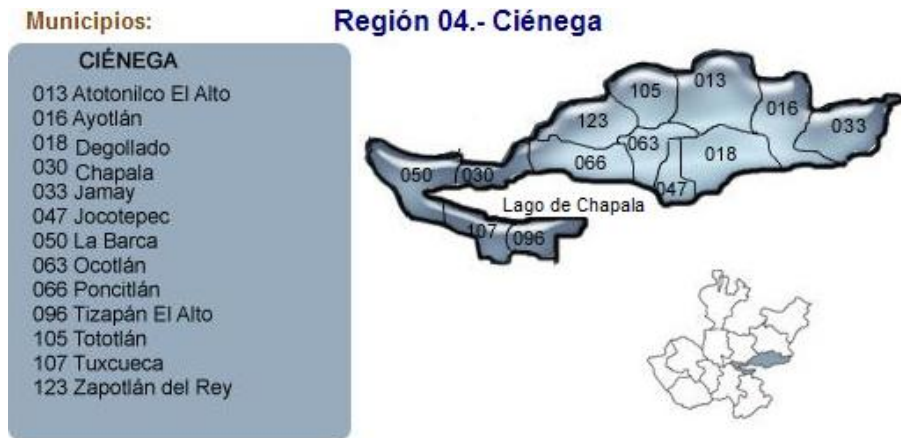 Municipios:
Región 04.- Ciénega
CIÉNEGA
013 Atotonilco El Alto
016 Ayotlán
018 Degollado
030 Chapala
033 Jamay
047 Jocotepec
050 La Barca
063 Ocotlán
066 Poncitlán
096 Tizapán El Alto
105 Tototlán
107 Tuxcueca
123 Zapotlán del Rey
013
105
016
123
033
063
018
066
050
030
047
Lago de Chapala
107
096